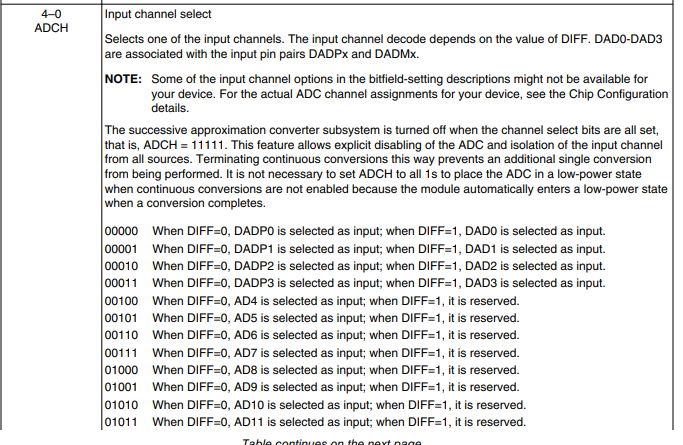 4–0
ADCH
Input channel select
Selects one of the input channels. The input channel decode depends on the value of DIFF. DAD0-DAD3
are associated with the input pin pairs DADPx and DADMx.
NOTE: Some of the input channel options in the bitfield-setting descriptions might not be available for
your device. For the actual ADC channel assignments for your device, see the Chip Configuration
details.
The successive approximation converter subsystem is turned off when the channel select bits are all set,
that is, ADCH = 11111. This feature allows explicit disabling of the ADC and isolation of the input channel
from all sources. Terminating continuous conversions this way prevents an additional single conversion
from being performed. It is not necessary to set ADCH to all 1s to place the ADC in a low-power state
when continuous conversions are not enabled because the module automatically enters a low-power state
when a conversion completes.
00000 When DIFF=0, DADP0 is selected as input; when DIFF=1, DAD0 is selected as input.
00001 When DIFF=0, DADP1 is selected as input; when DIFF=1, DAD1 is selected as input.
00010 When DIFF=0, DADP2 is selected as input; when DIFF=1, DAD2 is selected as input.
00011 When DIFF=0, DADP3 is selected as input; when DIFF=1, DAD3 is selected as input.
00100 When DIFF=0, AD4 is selected as input; when DIFF=1, it is reserved.
00101 When DIFF=0, AD5 is selected as input; when DIFF=1, it is reserved.
00110 When DIFF=0, AD6 is selected as input; when DIFF=1, it is reserved.
00111 When DIFF=0, AD7 is selected as input; when DIFF=1, it is reserved.
01000 When DIFF=0, AD8 is selected as input; when DIFF=1, it is reserved.
01001 When DIFF=0, AD9 is selected as input; when DIFF=1, it is reserved.
01010 When DIFF=0, AD10 is selected as input; when DIFF=1, it is reserved.
01011 When DIFF=0, AD11 is selected as input; when DIFF=1, it is reserved.
Table continues on the next page